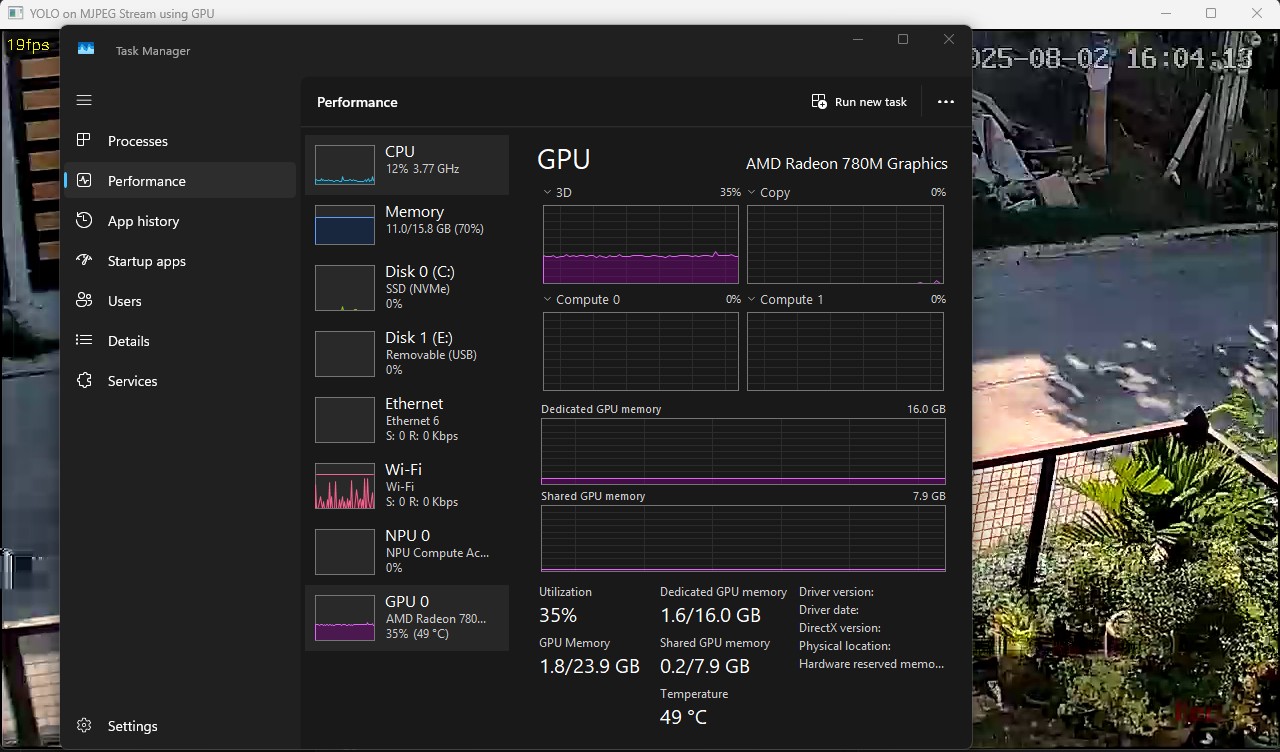 YOLO on MJPEG Stream using GPU
19fps
025-08-02 16:04:13
Task Manager
Processes
Performance
App history
Startup apps
Users
Details
Services
Settings
Performance
Run new task
CPU
12% 3.77 GHz
Memory
11.0/15.8 GB (70%)
Disk 0 (C:)
SSD (NVMe)
0%
Disk 1 (E:)
Removable (USB)
0%
Ethernet
Ethernet 6
S: 0 R: 0 Kbps
Wi-Fi
Wi-Fi
S: 0 R: 0 Kbps
NPU 0
NPU Compute Ac...
0%
GPU 0
AMD Radeon 780...
35% (49 °C)
GPU
AMD Radeon 780M Graphics
3D 35%
Copy 0%
Compute 0 0%
Compute 1 0%
Dedicated GPU memory 16.0 GB
Shared GPU memory 7.9 GB
Utilization
35%
Dedicated GPU memory
1.6/16.0 GB
GPU Memory
1.8/23.9 GB
Shared GPU memory
0.2/7.9 GB
Temperature
49 °C
Driver version:
Driver date:
DirectX version:
Physical location:
Hardware reserved memo...